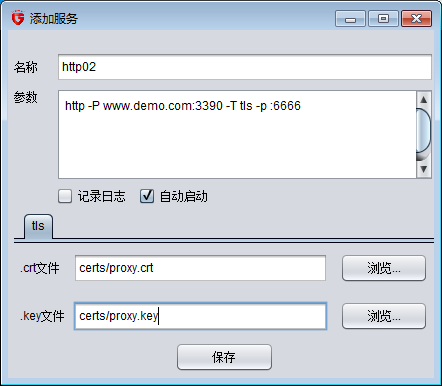 添加服务
名称
http02
参数
http -P www.demo.com:3390 -T tls -p :6666
记录日志 自动启动
tls
.crt文件 certs/proxy.crt 浏览...
.key文件 certs/proxy.key 浏览...
保存